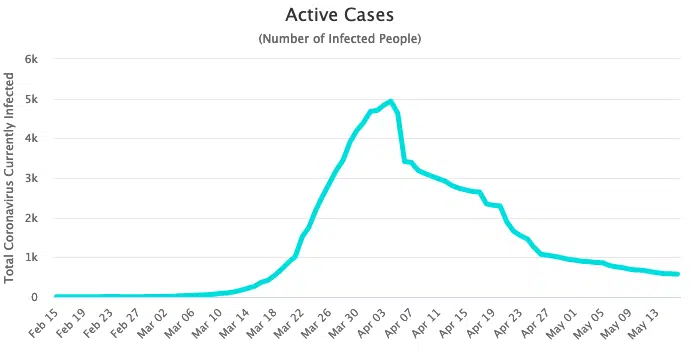 Active Cases
(Number of Infected People)
Total Coronavirus Currently Infected
6k
5k
4k
3k
2k
1k
0
Feb 15
Feb 19
Feb 23
Feb 27
Mar 02
Mar 06
Mar 10
Mar 14
Mar 18
Mar 22
Mar 26
Mar 30
Apr 03
Apr 07
Apr 11
Apr 15
Apr 19
Apr 23
Apr 27
May 01
May 05
May 09
May 13